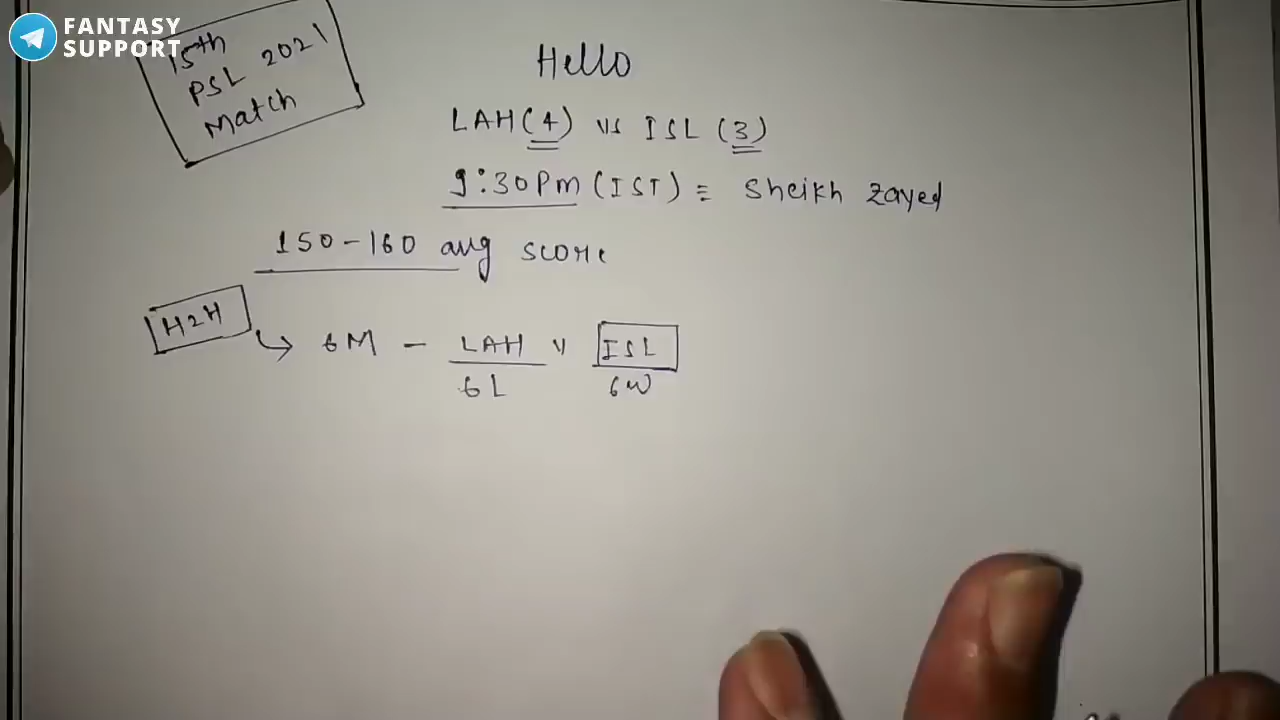 FANTASY
SUPPORT
15th
PSL 2021
Match
Hello
LAH (4) vs ISL (3)
9:30Pm (IST) = Sheikh Zayed
150-160 avg score
H2H
6M - LAH v ISL
6L 6W